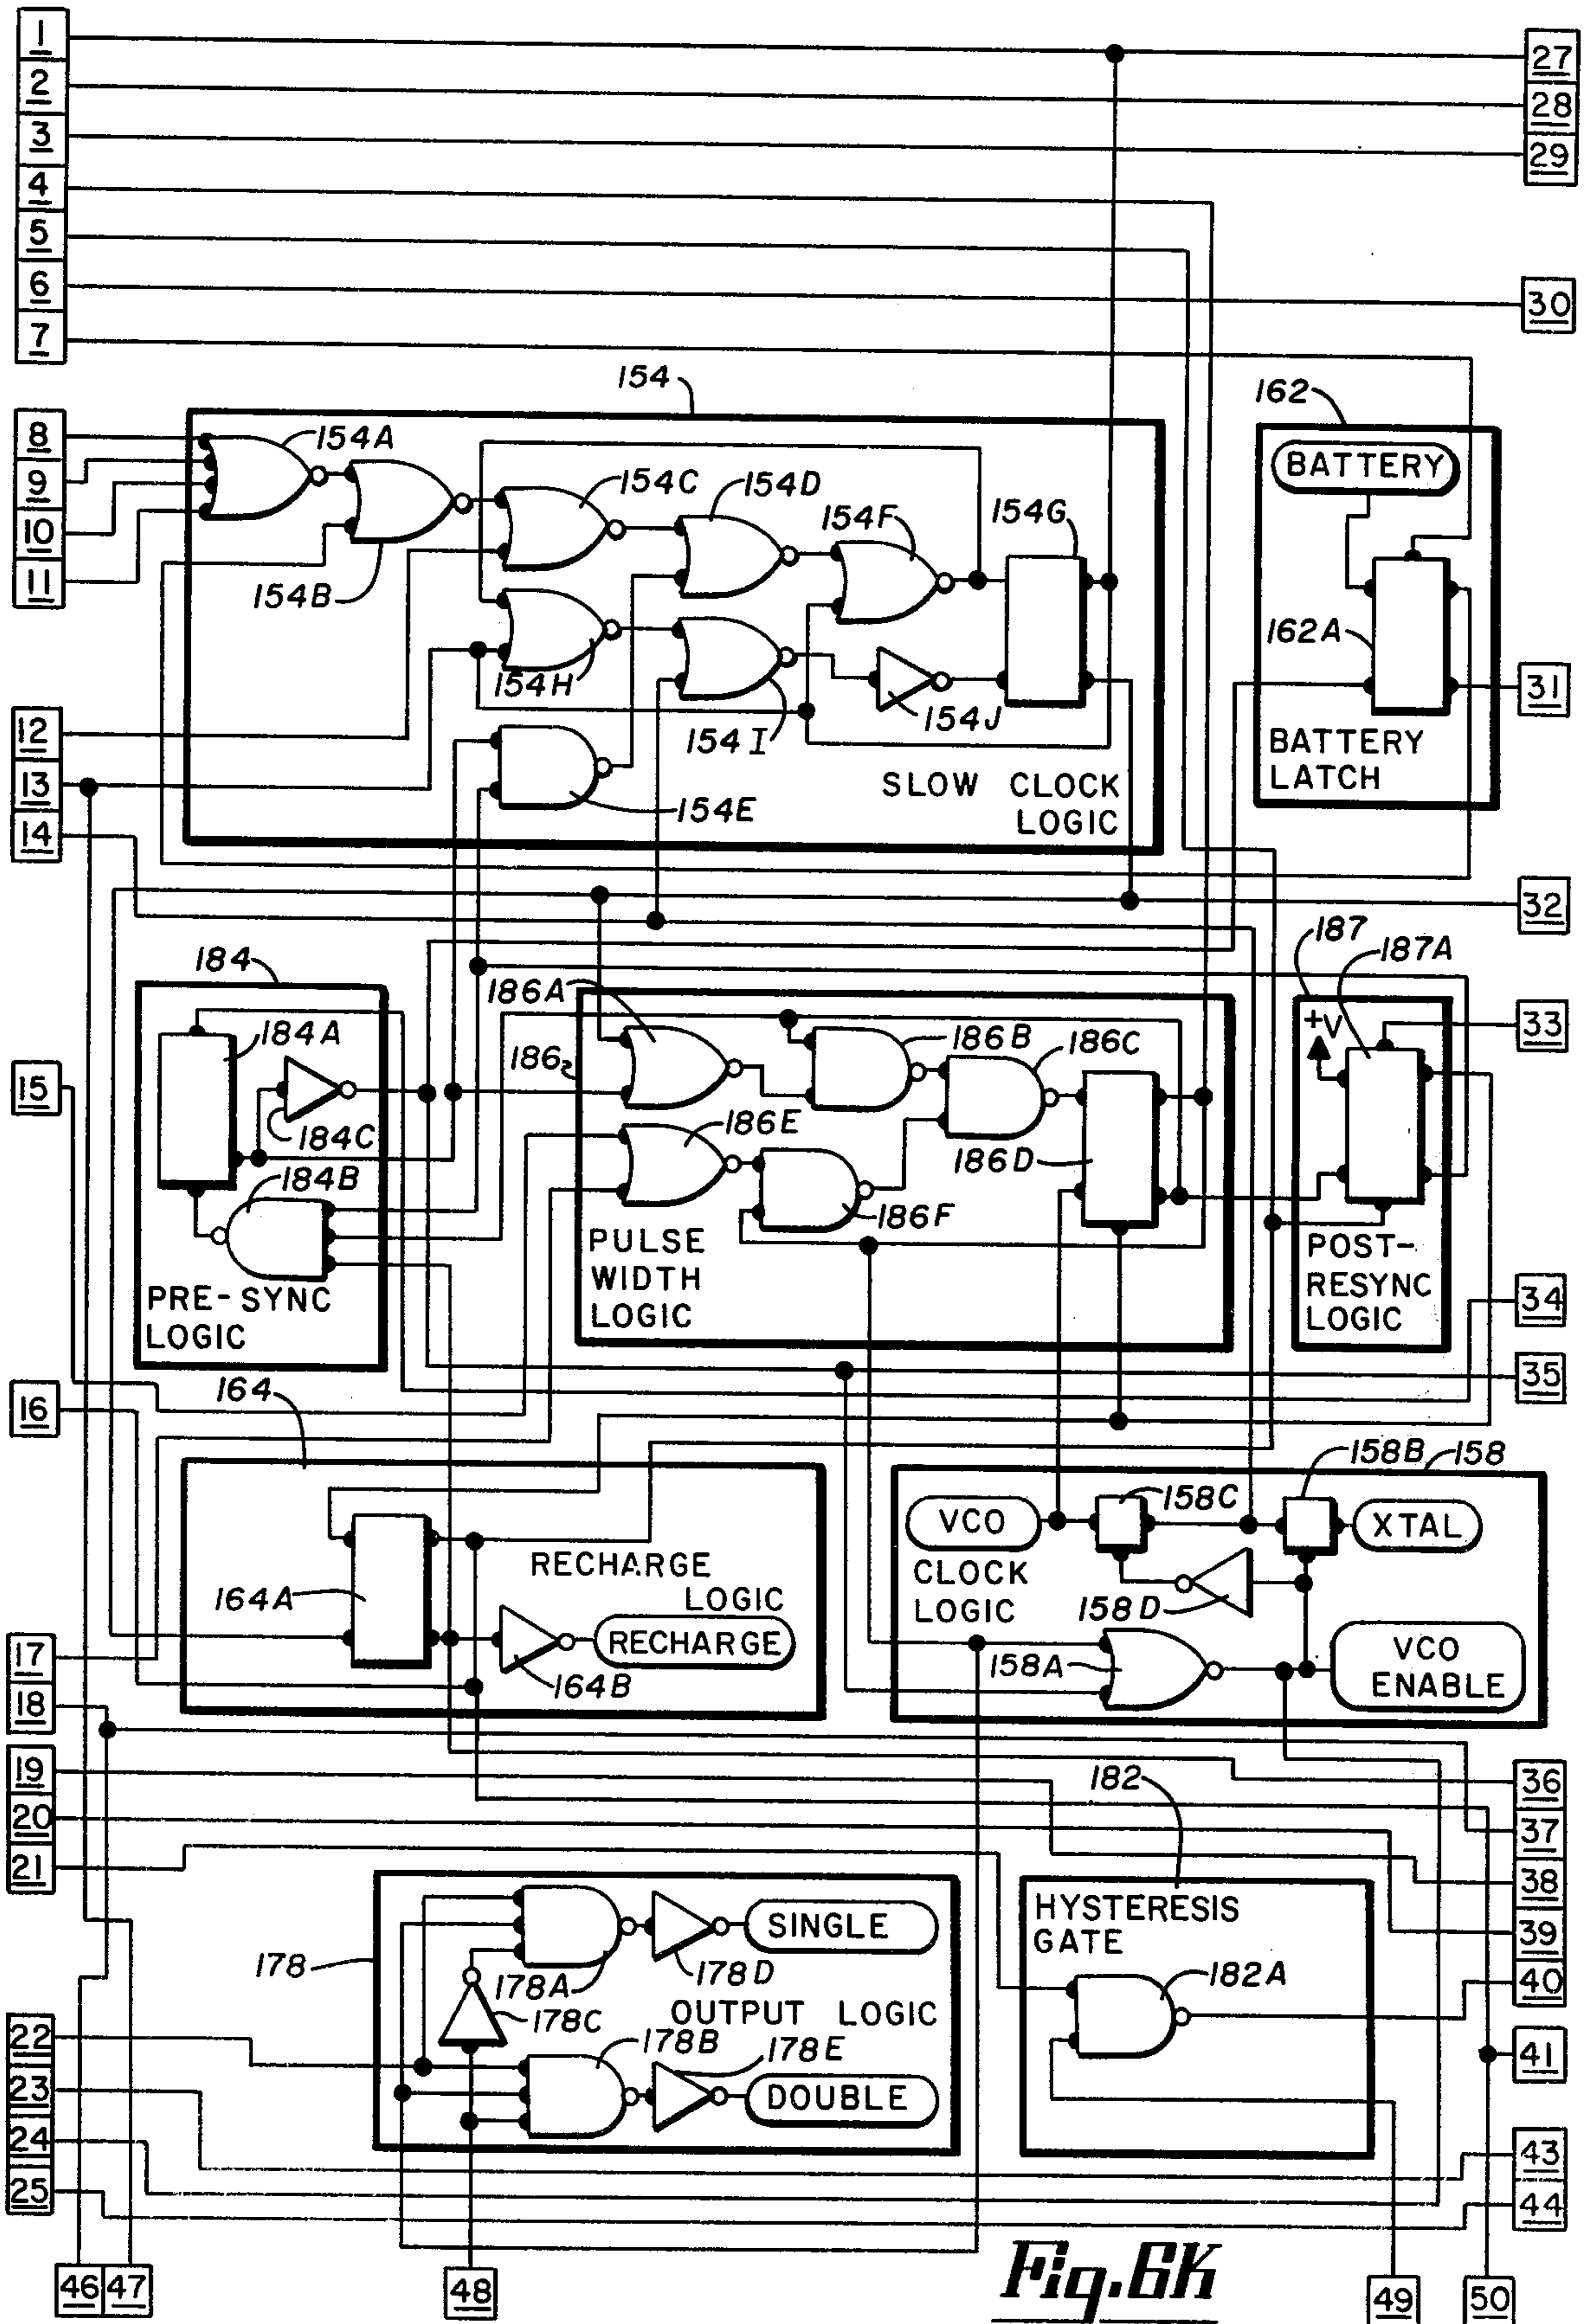 1
27
2
28
3
29
4
5
6
30
7
154
162
8
154A
BATTERY
9
154C
154D
10
154F
154G
11
154B
162A
154H
31
12
154I
154J
BATTERY
LATCH
13
154E
SLOW CLOCK
LOGIC
14
32
184
187
187A
186A
+V
33
184A
186B
186C
15
186
184C
186E
186D
184B
186F
PULSE
WIDTH
LOGIC
POST-
RESYNC
LOGIC
PRE-SYNC
LOGIC
34
35
16
164
158B
158
VCO
158C
XTAL
RECHARGE
LOGIC
CLOCK
LOGIC
164A
158D
17
RECHARGE
158A
VCO
ENABLE
164B
18
19
182
36
20
37
21
38
HYSTERESIS
GATE
SINGLE
39
178
178A
178D
182A
40
OUTPUT LOGIC
178C
22
178B
178E
41
23
DOUBLE
24
43
25
44
Fig.6K
46
47
48
49
50